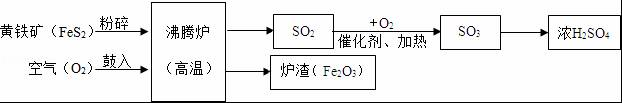 黄铁矿（FeS₂） 粉碎 沸腾炉 SO₂ +O₂ 催化剂、加热 SO₃ 浓H₂SO₄
空气（O₂） 鼓入 （高温） 炉渣（Fe₂O₃）